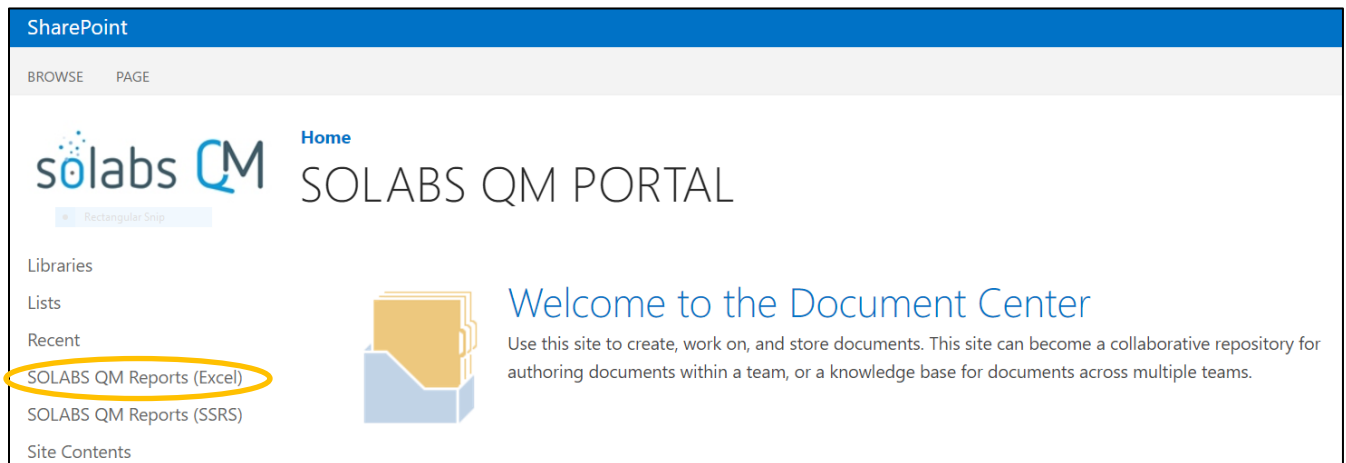 SharePoint
BROWSE PAGE
sölabs QM
Rectangular Snip
Home
SOLABS QM PORTAL
Libraries
Lists
Recent
SOLABS QM Reports (Excel)
SOLABS QM Reports (SSRS)
Site Contents
Welcome to the Document Center
Use this site to create, work on, and store documents. This site can become a collaborative repository for
authoring documents within a team, or a knowledge base for documents across multiple teams.